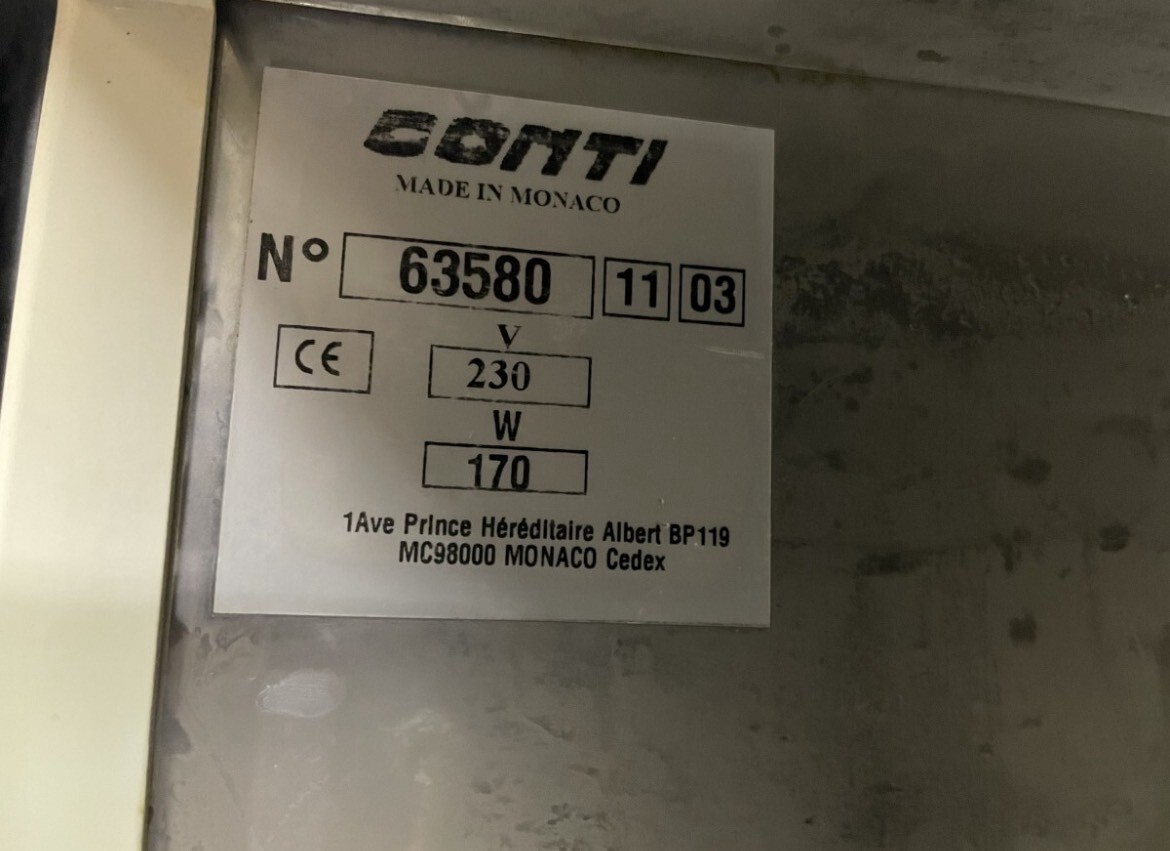 CONTI
MADE IN MONACO
N° 63580 11 03
CE
V
230
W
170
1Ave Prince Héréditaire Albert BP119
MC98000 MONACO Cedex